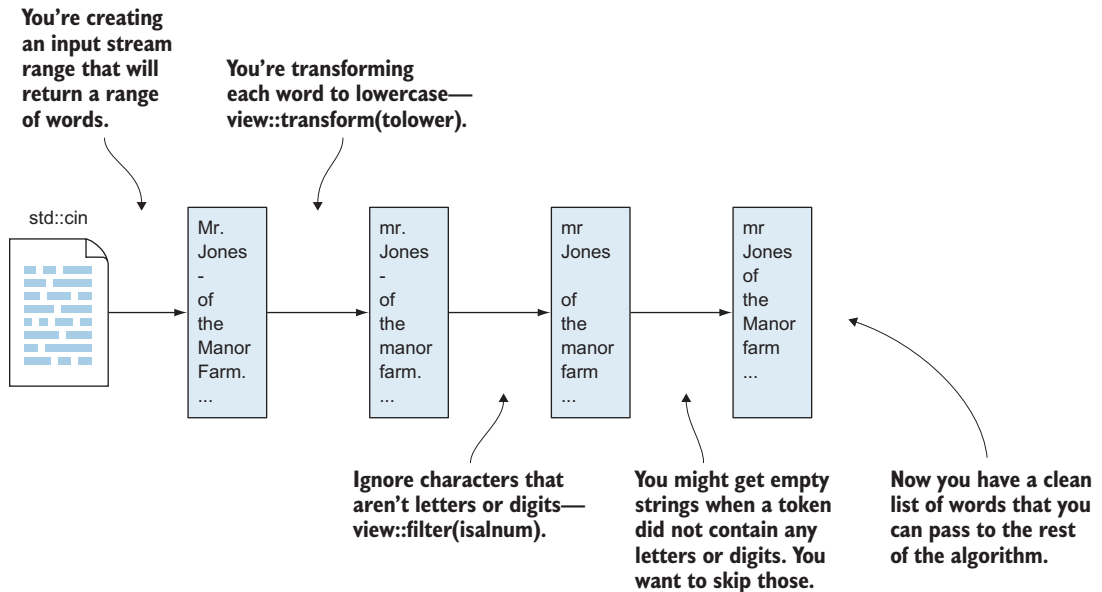 You're creating
an input stream
range that will
return a range
of words.
You're transforming
each word to lowercase—
view::transform(tolower).
std::cin
Mr.
Jones
-
of
the
Manor
Farm.
...
mr.
Jones
-
of
the
manor
farm.
...
mr
Jones
of
the
manor
farm
...
mr
Jones
of
the
Manor
farm
...
Ignore characters that
aren't letters or digits—
view::filter(isalnum).
You might get empty
strings when a token
did not contain any
letters or digits. You
want to skip those.
Now you have a clean
list of words that you
can pass to the rest
of the algorithm.